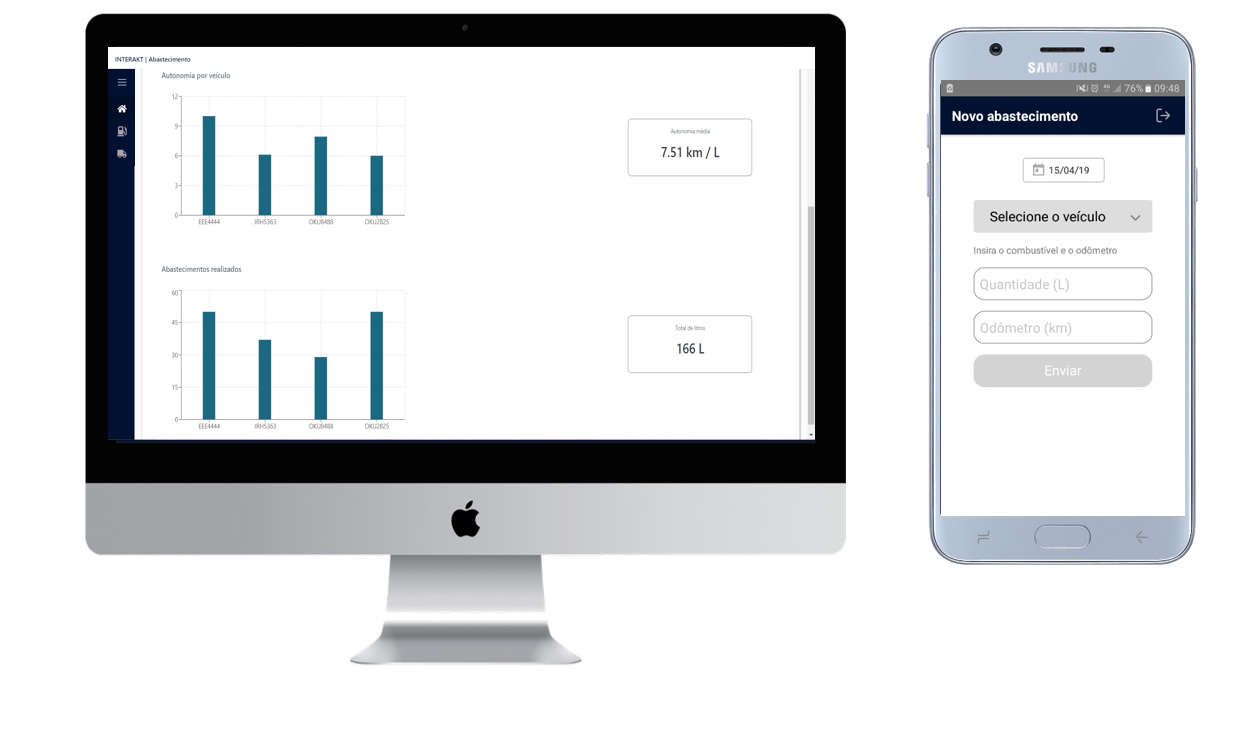 INTERAKT | Abastecimento
Autonomia por veículo
12
9
6
3
0
EEE4444 JRH5363 OKU8488 OKU2825
Autonomia média
7.51 km / L
Abastecimentos realizados
60
45
30
15
0
EEE4444 JRH5363 OKU8488 OKU2825
Total de litros
166 L
SAMSUNG
76% 09:48
Novo abastecimento
15/04/19
Selecione o veículo
Insira o combustível e o odômetro
Quantidade (L)
Odômetro (km)
Enviar